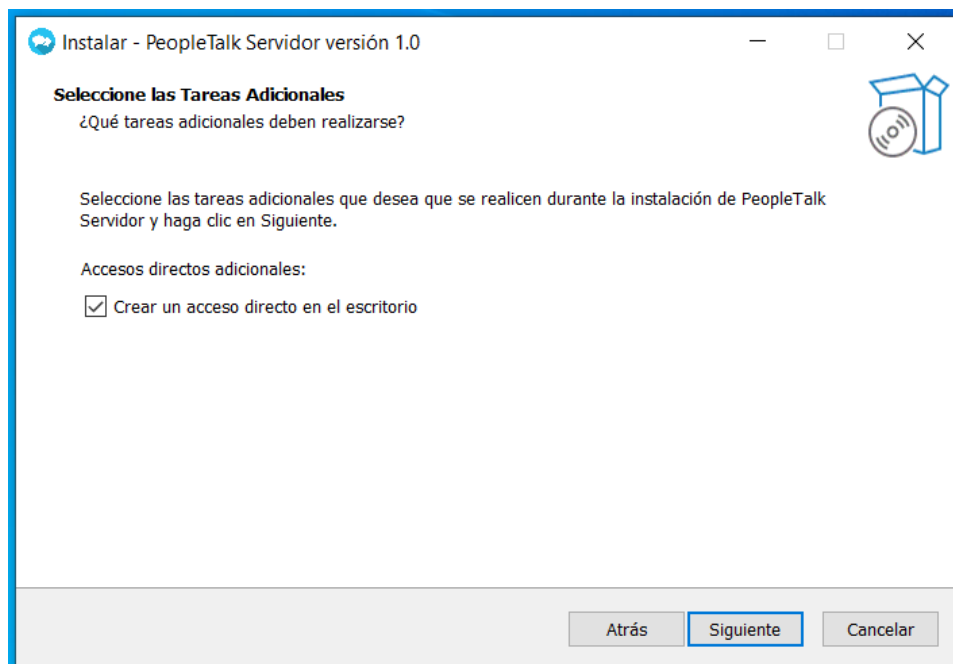 Instalar - PeopleTalk Servidor versión 1.0
Seleccione las Tareas Adicionales
¿Qué tareas adicionales deben realizarse?
Seleccione las tareas adicionales que desea que se realicen durante la instalación de PeopleTalk
Servidor y haga clic en Siguiente.
Accesos directos adicionales:
Crear un acceso directo en el escritorio
Atrás
Siguiente
Cancelar